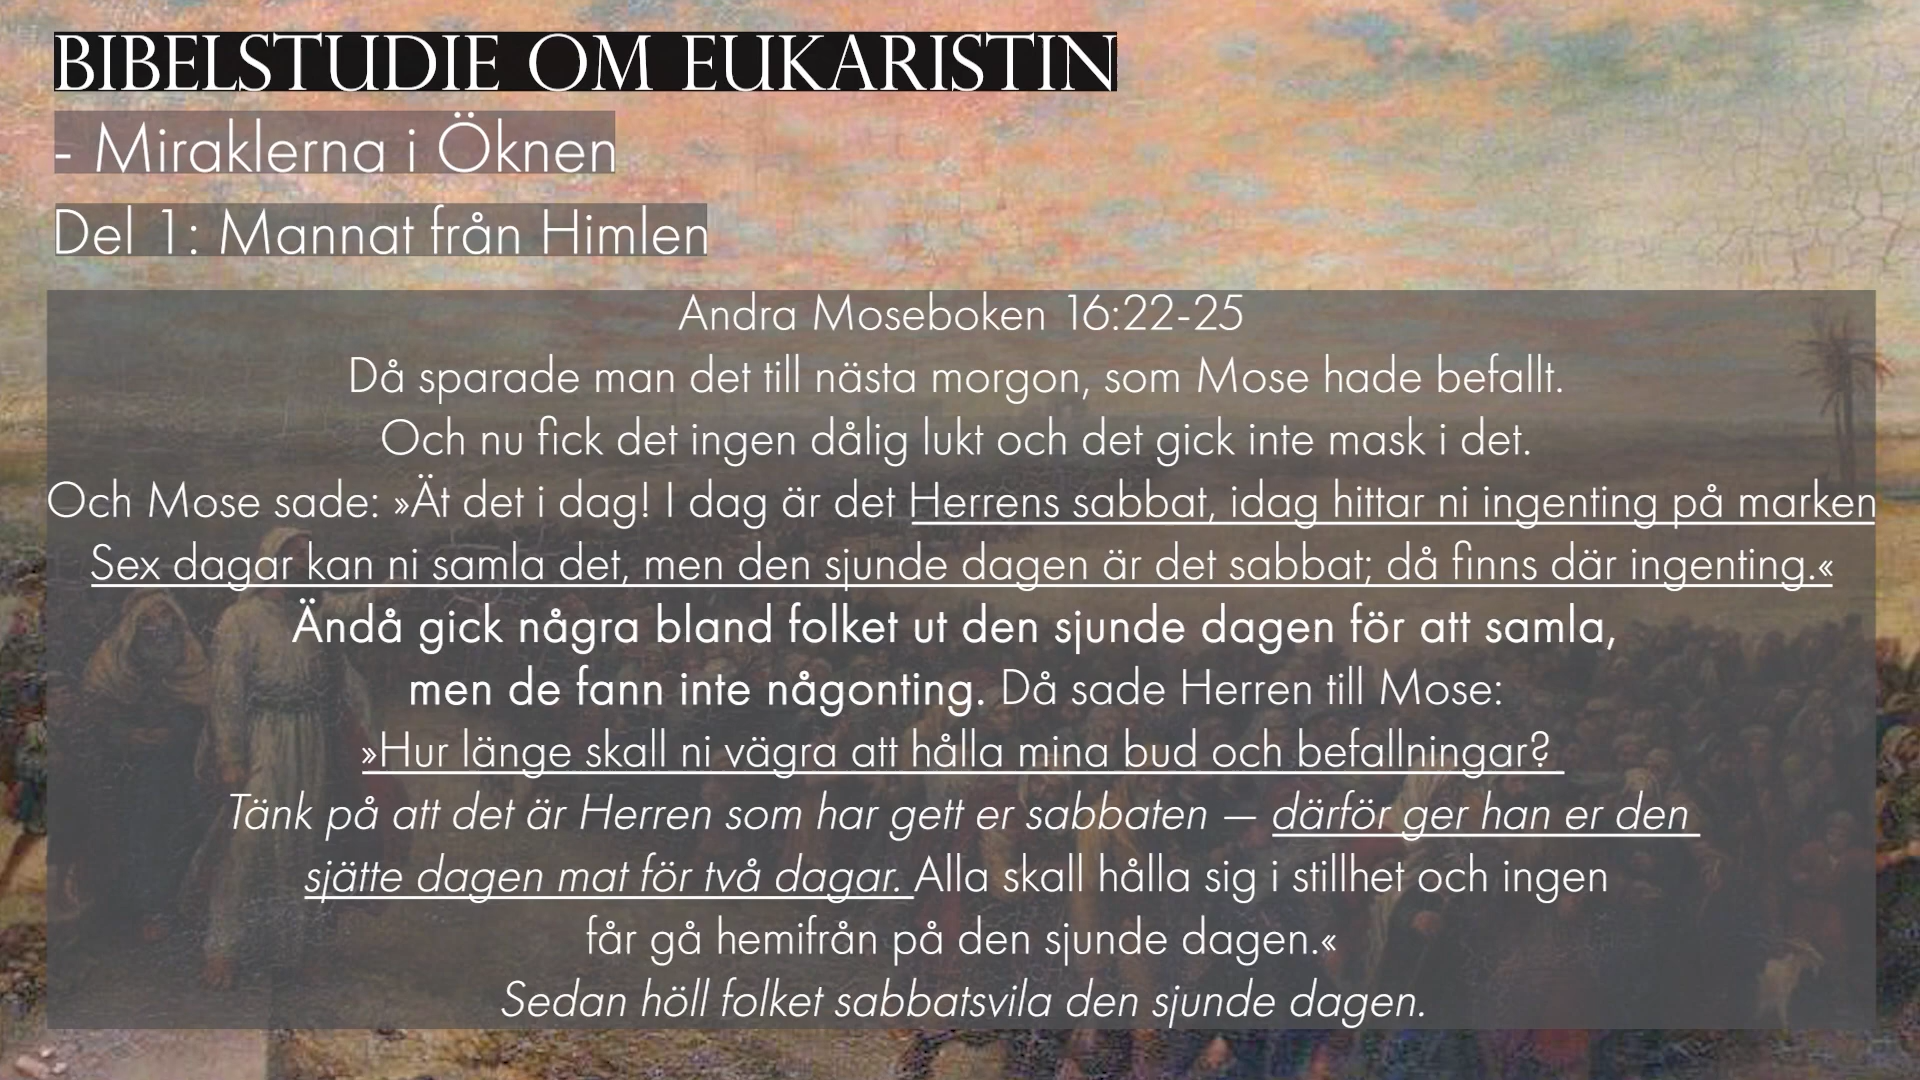 BIBELSTUDIE OM EUKARISTIN
- Miraklerna i Öknen
Del 1: Mannat från Himlen
Andra Moseboken 16:22-25
Då sparade man det till nästa morgon, som Mose hade befallt.
Och nu fick det ingen dålig lukt och det gick inte mask i det.
Och Mose sade: »Ät det i dag! I dag är det Herrens sabbat, idag hittar ni ingenting på marken
Sex dagar kan ni samla det, men den sjunde dagen är det sabbat; då finns där ingenting.«
Ändå gick några bland folket ut den sjunde dagen för att samla,
men de fann inte någonting. Då sade Herren till Mose:
»Hur länge skall ni vägra att hålla mina bud och befallningar?
Tänk på att det är Herren som har gett er sabbaten — därför ger han er den
sjätte dagen mat för två dagar. Alla skall hålla sig i stillhet och ingen
får gå hemifrån på den sjunde dagen.«
Sedan höll folket sabbatsvila den sjunde dagen.